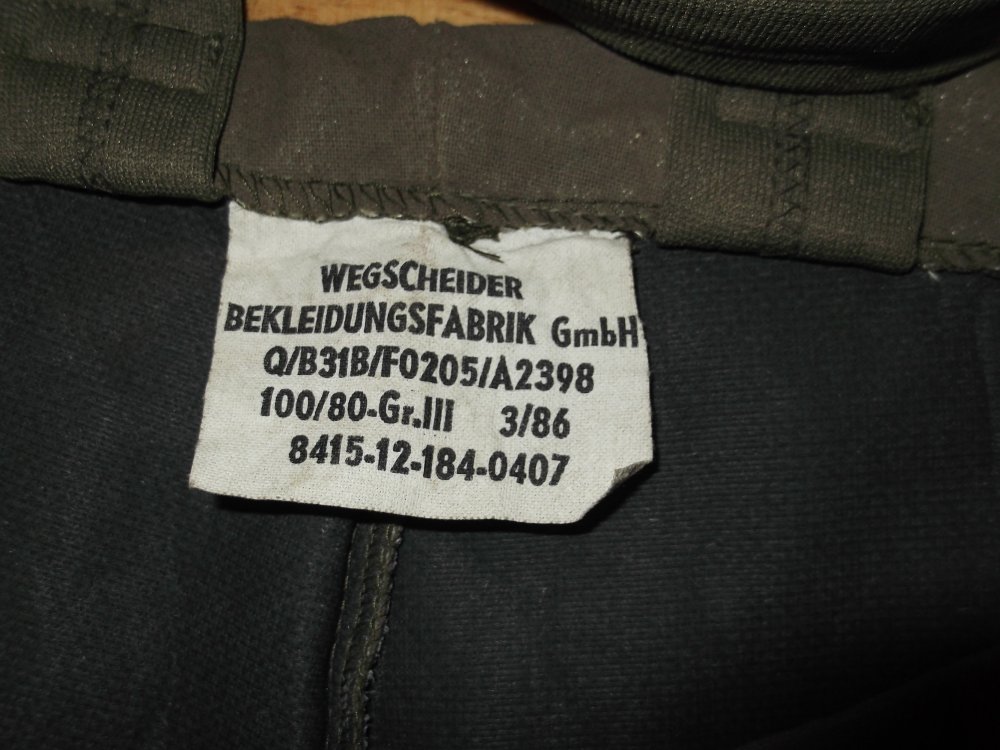 WEGSCHEIDER
BEKLEIDUNGSFABRIK GmbH
Q/B31B/F0205/A2398
100/80-Gr.III 3/86
8415-12-184-0407